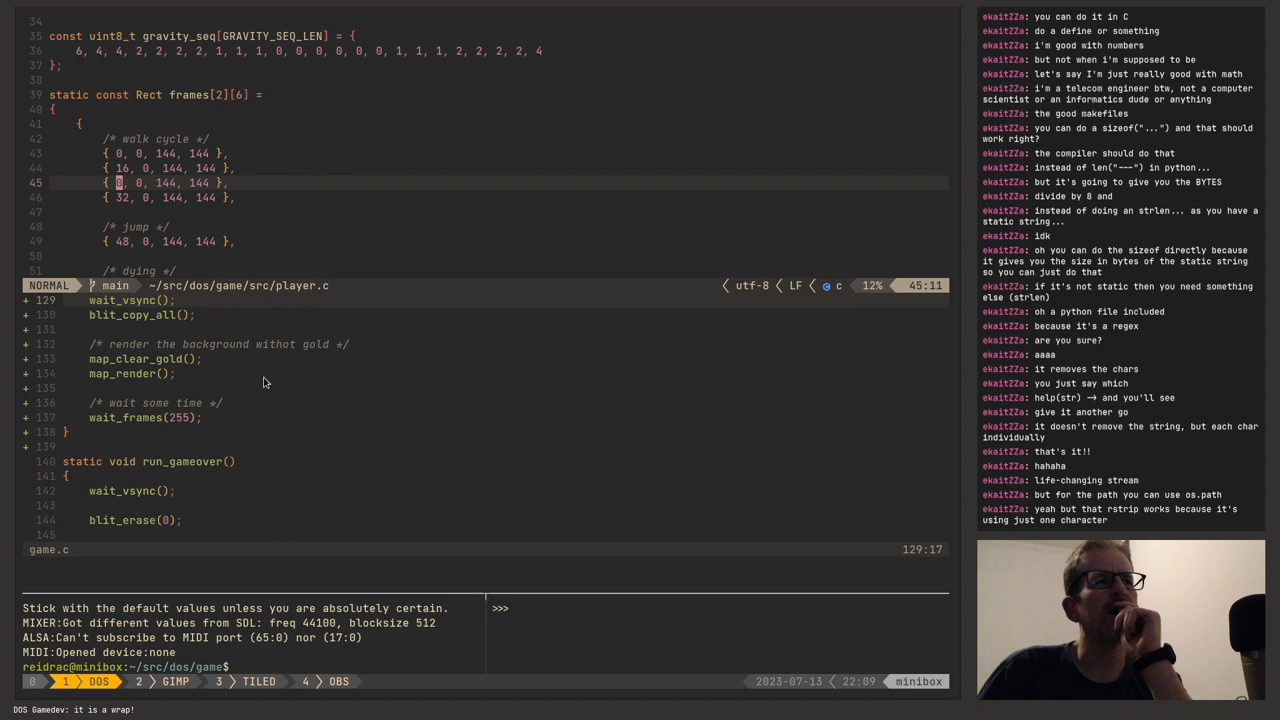 34
35 const uint8_t gravity_seq[GRAVITY_SEQ_LEN] = {
36     6, 4, 4, 2, 2, 2, 2, 1, 1, 1, 0, 0, 0, 0, 0, 0, 1, 1, 1, 2, 2, 2, 2, 4
37 };
38
39 static const Rect frames[2][6] =
40 {
41     {
42         /* walk cycle */
43         { 0, 0, 144, 144 },
44         { 16, 0, 144, 144 },
45         { 0, 0, 144, 144 },
46         { 32, 0, 144, 144 },
47
48         /* jump */
49         { 48, 0, 144, 144 },
50
51         /* dying */
NORMAL main ~/src/dos/game/src/player.c utf-8 LF c 12% 45:11
+ 129     wait_vsync();
+ 130     blit_copy_all();
+ 131
+ 132     /* render the background withot gold */
+ 133     map_clear_gold();
+ 134     map_render();
+ 135
+ 136     /* wait some time */
+ 137     wait_frames(255);
+ 138 }
+ 139
140 static void run_gameover()
141 {
142     wait_vsync();
143
144     blit_erase(0);
145
game.c 129:17
Stick with the default values unless you are absolutely certain.
MIXER:Got different values from SDL: freq 44100, blocksize 512
ALSA:Can't subscribe to MIDI port (65:0) nor (17:0)
MIDI:Opened device:none
reidrac@minibox:~/src/dos/game$
>>>
0 1 DOS 2 GIMP 3 TILED 4 OBS 2023-07-13 22:09 minibox
DOS Gamedev: it is a wrap!
ekaitZZa: you can do it in C
ekaitZZa: do a define or something
ekaitZZa: i'm good with numbers
ekaitZZa: but not when i'm supposed to be
ekaitZZa: let's say I'm just really good with math
ekaitZZa: i'm a telecom engineer btw, not a computer
scientist or an informatics dude or anything
ekaitZZa: the good makefiles
ekaitZZa: you can do a sizeof("...") and that should
work right?
ekaitZZa: the compiler should do that
ekaitZZa: instead of len("---") in python...
ekaitZZa: but it's going to give you the BYTES
ekaitZZa: divide by 8 and
ekaitZZa: instead of doing an strlen... as you have a
static string...
ekaitZZa: idk
ekaitZZa: oh you can do the sizeof directly because
it gives you the size in bytes of the static string
so you can just do that
ekaitZZa: if it's not static then you need something
else (strlen)
ekaitZZa: oh a python file included
ekaitZZa: because it's a regex
ekaitZZa: are you sure?
ekaitZZa: aaaa
ekaitZZa: it removes the chars
ekaitZZa: you just say which
ekaitZZa: help(str) → and you'll see
ekaitZZa: give it another go
ekaitZZa: it doesn't remove the string, but each char
individually
ekaitZZa: that's it!!
ekaitZZa: hahaha
ekaitZZa: life-changing stream
ekaitZZa: but for the path you can use os.path
ekaitZZa: yeah but that rstrip works because it's
using just one character